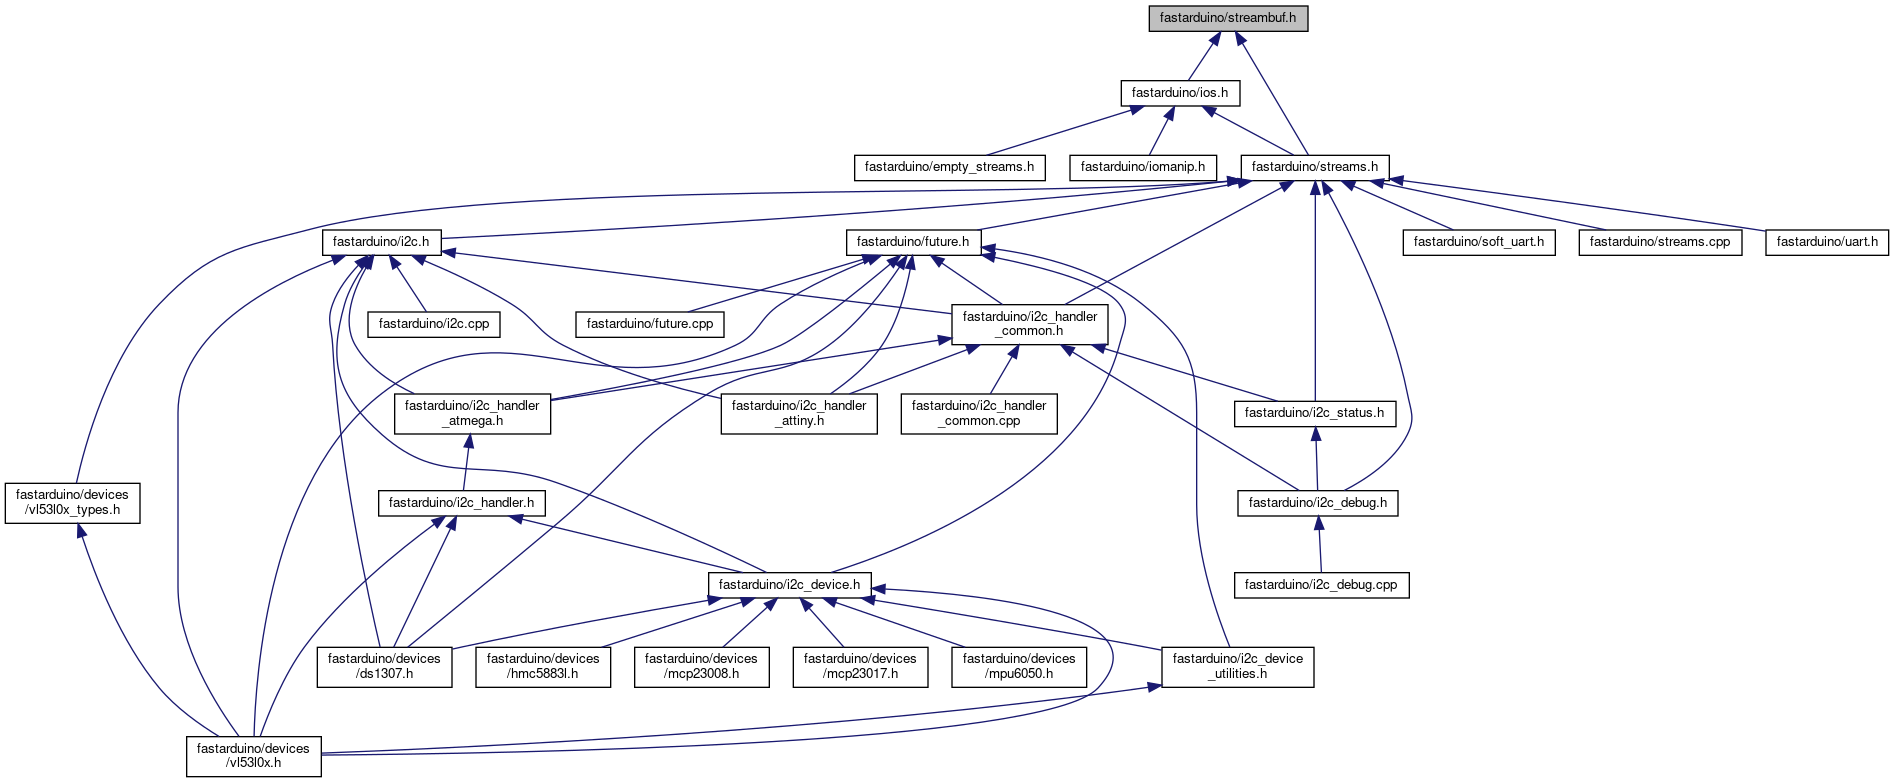 fastarduino/streambuf.h
fastarduino/ios.h
fastarduino/empty_streams.h
fastarduino/iomanip.h
fastarduino/streams.h
fastarduino/i2c.h
fastarduino/future.h
fastarduino/soft_uart.h
fastarduino/streams.cpp
fastarduino/uart.h
fastarduino/i2c.cpp
fastarduino/future.cpp
fastarduino/i2c_handler
_common.h
fastarduino/i2c_handler
_atmega.h
fastarduino/i2c_handler
_attiny.h
fastarduino/i2c_handler
_common.cpp
fastarduino/i2c_status.h
fastarduino/devices
/vl53l0x_types.h
fastarduino/i2c_handler.h
fastarduino/i2c_debug.h
fastarduino/i2c_device.h
fastarduino/i2c_debug.cpp
fastarduino/devices
/ds1307.h
fastarduino/devices
/hmc5883l.h
fastarduino/devices
/mcp23008.h
fastarduino/devices
/mcp23017.h
fastarduino/devices
/mpu6050.h
fastarduino/i2c_device
_utilities.h
fastarduino/devices
/vl53l0x.h